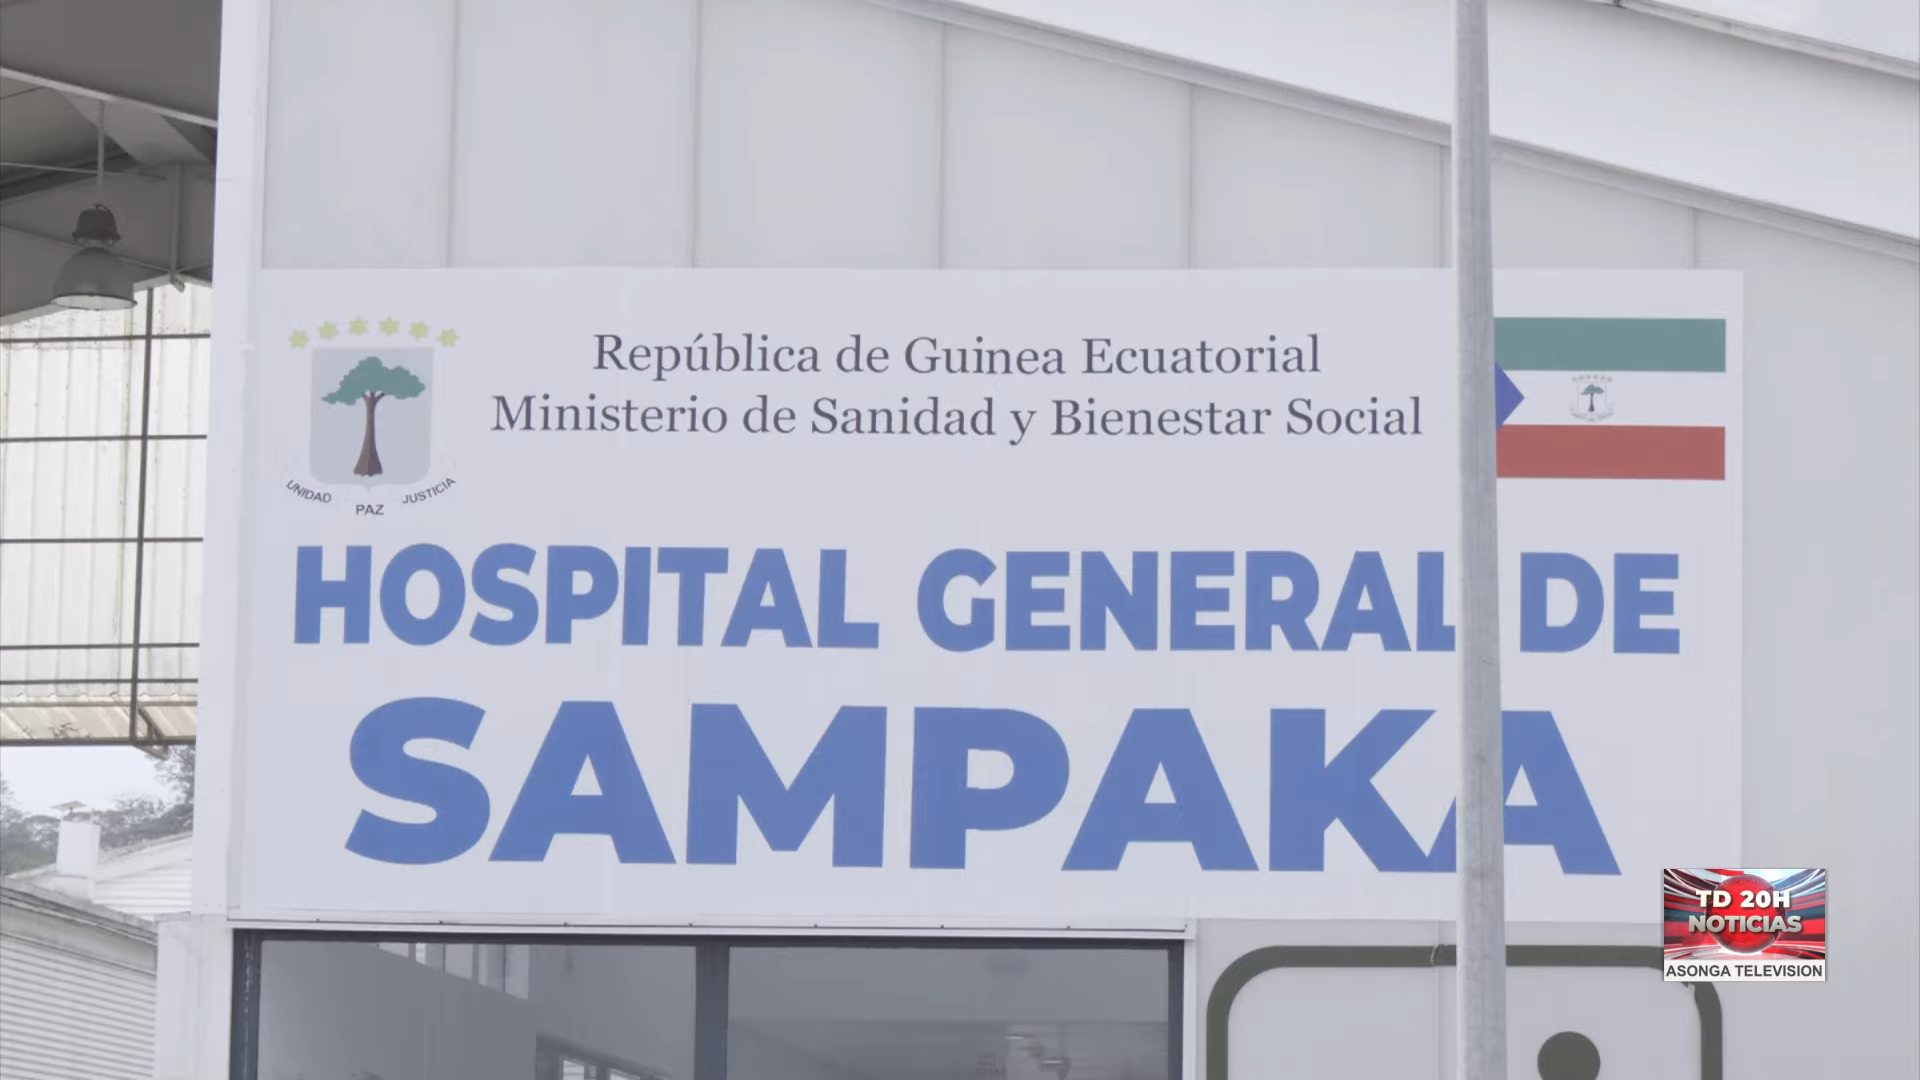 República de Guinea Ecuatorial
Ministerio de Sanidad y Bienestar Social
UNIDAD PAZ JUSTICIA
HOSPITAL GENERAL DE
SAMPAKA
TD 20H
NOTICIAS
ASONGA TELEVISION